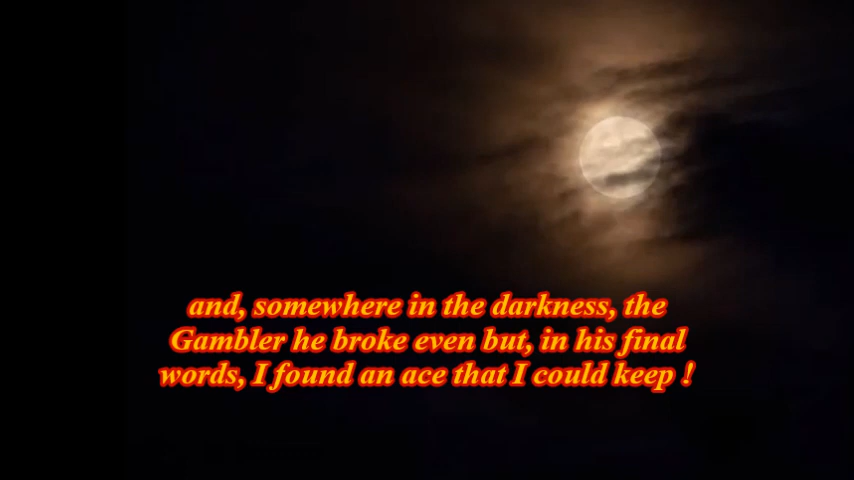 and, somewhere in the darkness, the
Gambler he broke even but, in his final
words, I found an ace that I could keep !